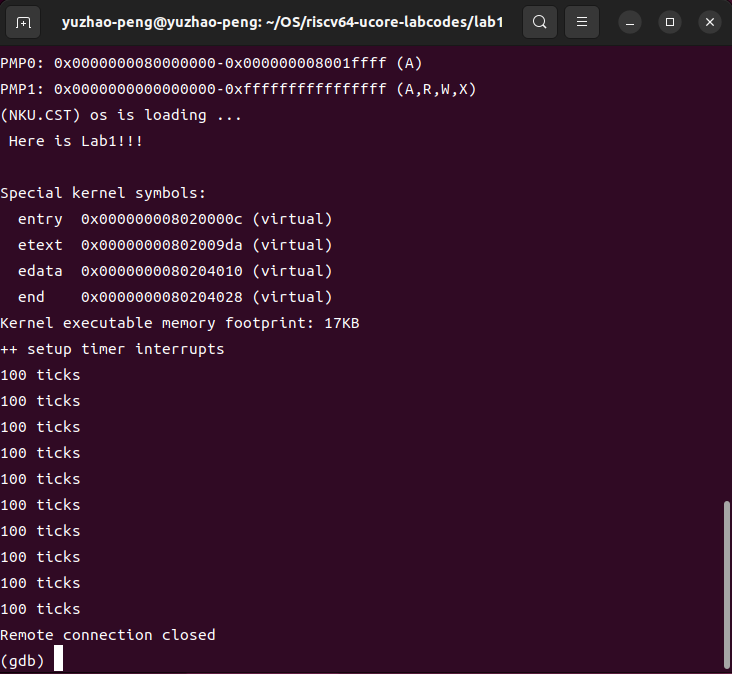 yuzhao-peng@yuzhao-peng: ~/OS/riscv64-ucore-labcodes/lab1
PMP0: 0x0000000080000000-0x000000008001ffff (A)
PMP1: 0x0000000000000000-0xffffffffffffffff (A,R,W,X)
(NKU.CST) os is loading ...
 Here is Lab1!!!

Special kernel symbols:
  entry  0x000000008020000c (virtual)
  etext  0x00000000802009da (virtual)
  edata  0x0000000080204010 (virtual)
  end    0x0000000080204028 (virtual)
Kernel executable memory footprint: 17KB
++ setup timer interrupts
100 ticks
100 ticks
100 ticks
100 ticks
100 ticks
100 ticks
100 ticks
100 ticks
100 ticks
100 ticks
Remote connection closed
(gdb)